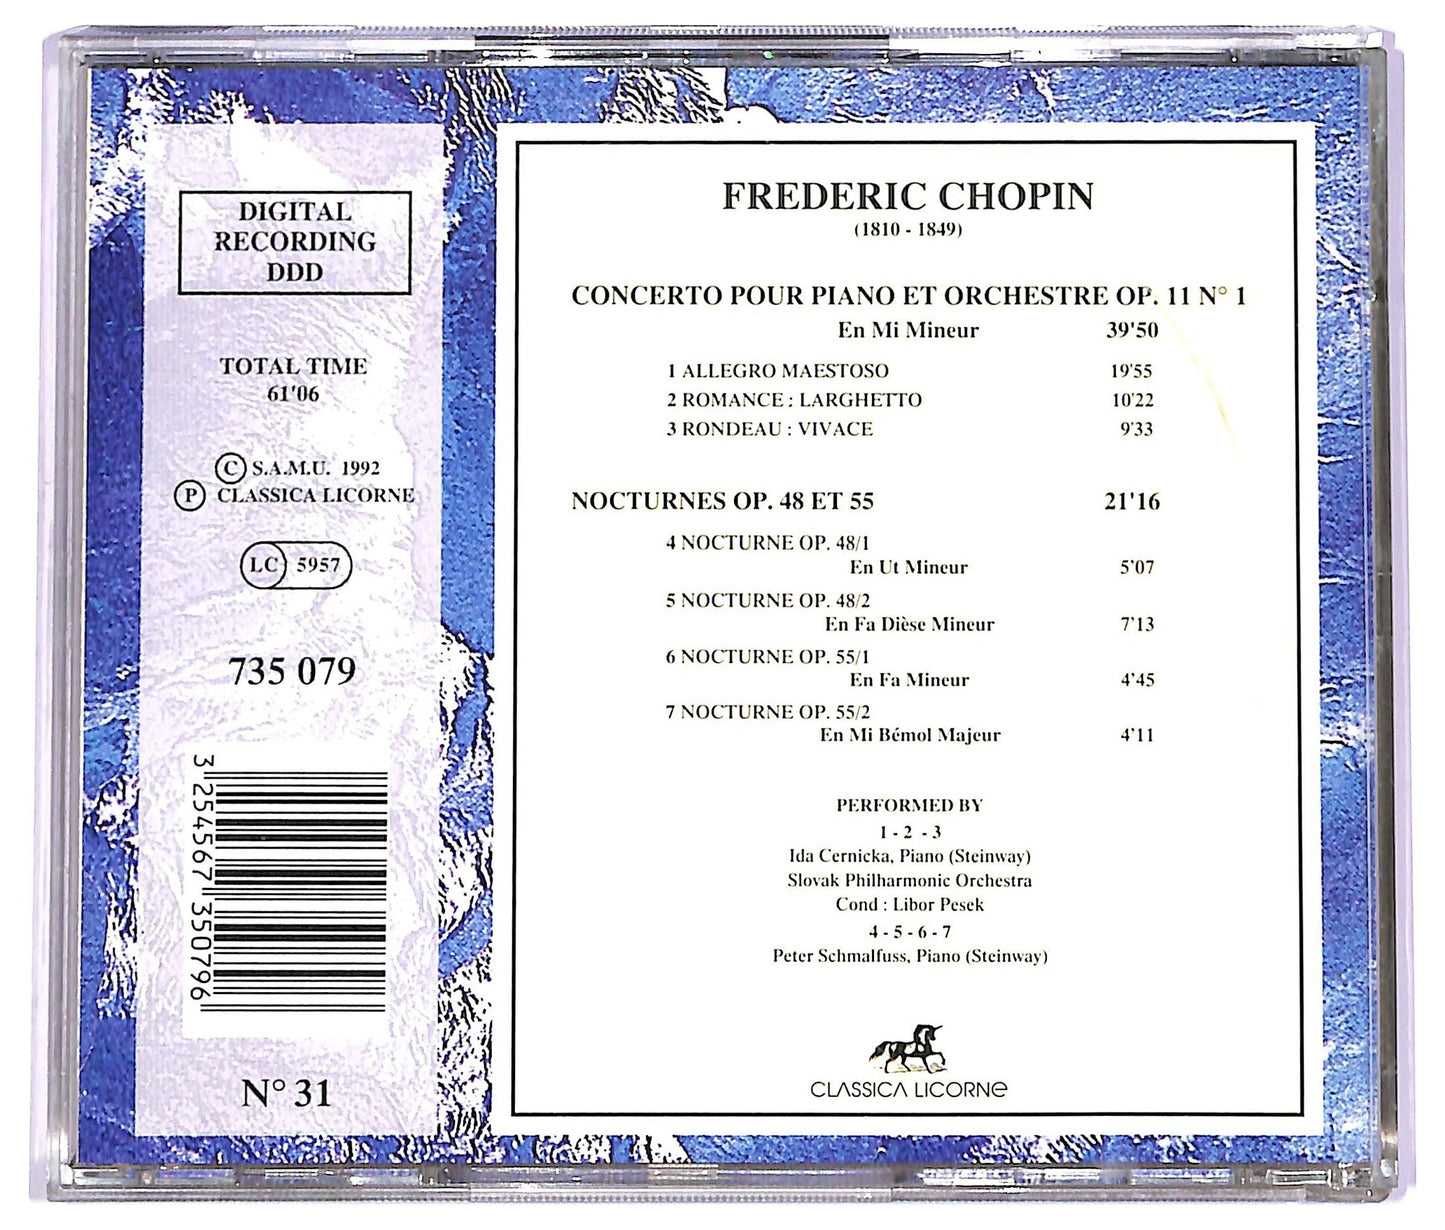 DIGITAL
RECORDING
DDD
TOTAL TIME
61'06
© S.A.M.U. 1992
Ⓟ CLASSICA LICORNE
LC 5957
735 079
3 254567 350796
N° 31
FREDERIC CHOPIN
(1810 - 1849)
CONCERTO POUR PIANO ET ORCHESTRE OP. 11 N° 1
En Mi Mineur 39'50
1 ALLEGRO MAESTOSO 19'55
2 ROMANCE : LARGHETTO 10'22
3 RONDEAU : VIVACE 9'33
NOCTURNES OP. 48 ET 55 21'16
4 NOCTURNE OP. 48/1
En Ut Mineur 5'07
5 NOCTURNE OP. 48/2
En Fa Dièse Mineur 7'13
6 NOCTURNE OP. 55/1
En Fa Mineur 4'45
7 NOCTURNE OP. 55/2
En Mi Bémol Majeur 4'11
PERFORMED BY
1 - 2 - 3
Ida Cernicka, Piano (Steinway)
Slovak Philharmonic Orchestra
Cond : Libor Pesek
4 - 5 - 6 - 7
Peter Schmalfuss, Piano (Steinway)
CLASSICA LICORNE